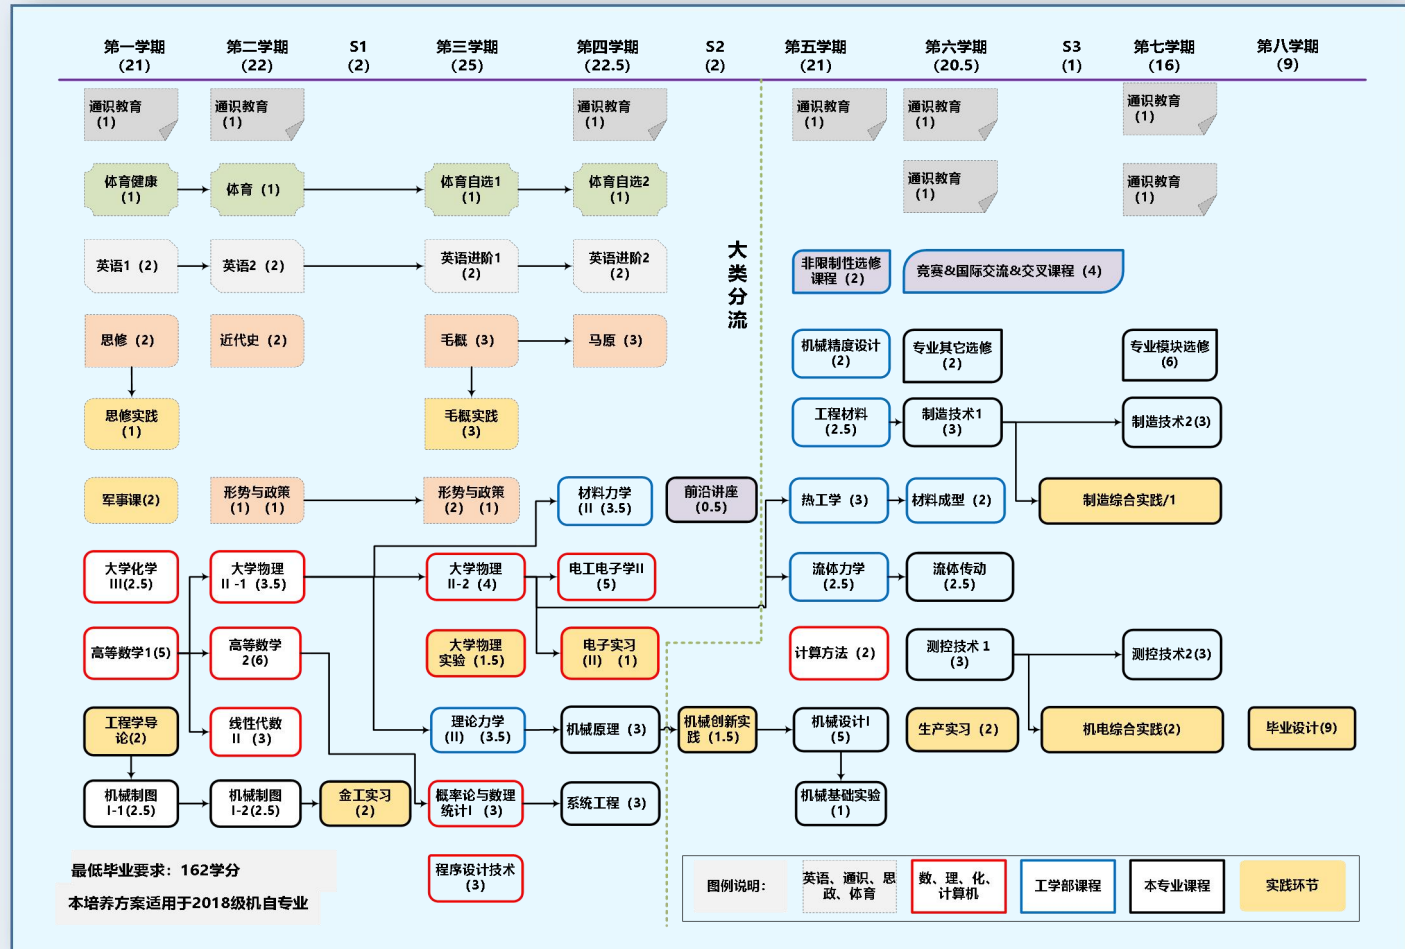 第一学期
(21)
第二学期
(22)
S1
(2)
第三学期
(25)
第四学期
(22.5)
S2
(2)
第五学期
(21)
第六学期
(20.5)
S3
(1)
第七学期
(16)
第八学期
(9)
通识教育
(1)
通识教育
(1)
通识教育
(1)
通识教育
(1)
通识教育
(1)
通识教育
(1)
体育健康
(1)
体育 (1)
体育自选1
(1)
体育自选2
(1)
通识教育
(1)
通识教育
(1)
英语1 (2)
英语2 (2)
英语进阶1
(2)
英语进阶2
(2)
大类分流
非限制性选修
课程 (2)
竞赛&国际交流&交叉课程 (4)
思修 (2)
近代史 (2)
毛概 (3)
马原 (3)
机械精度设计
(2)
专业其它选修
(2)
专业模块选修
(6)
思修实践
(1)
毛概实践
(3)
工程材料
(2.5)
制造技术1
(3)
制造技术2(3)
军事课(2)
形势与政策
(1) (1)
形势与政策
(2) (1)
材料力学
(II (3.5)
前沿讲座
(0.5)
热工学 (3)
材料成型 (2)
制造综合实践/1
大学化学
III(2.5)
大学物理
II -1 (3.5)
大学物理
II-2 (4)
电工电子学II
(5)
流体力学
(2.5)
流体传动
(2.5)
高等数学1(5)
高等数学
2(6)
大学物理
实验 (1.5)
电子实习
(II) (1)
计算方法 (2)
测控技术 1
(3)
测控技术2(3)
工程学导
论(2)
线性代数
II (3)
理论力学
(II) (3.5)
机械原理 (3)
机械创新实
践 (1.5)
机械设计I
(5)
生产实习 (2)
机电综合实践(2)
毕业设计(9)
机械制图
I-1(2.5)
机械制图
I-2(2.5)
金工实习
(2)
概率论与数理
统计I (3)
系统工程 (3)
机械基础实验
(1)
程序设计技术
(3)
最低毕业要求：162学分
本培养方案适用于2018级机自专业
图例说明：
英语、通识、思
政、体育
数、理、化、
计算机
工学部课程
本专业课程
实践环节